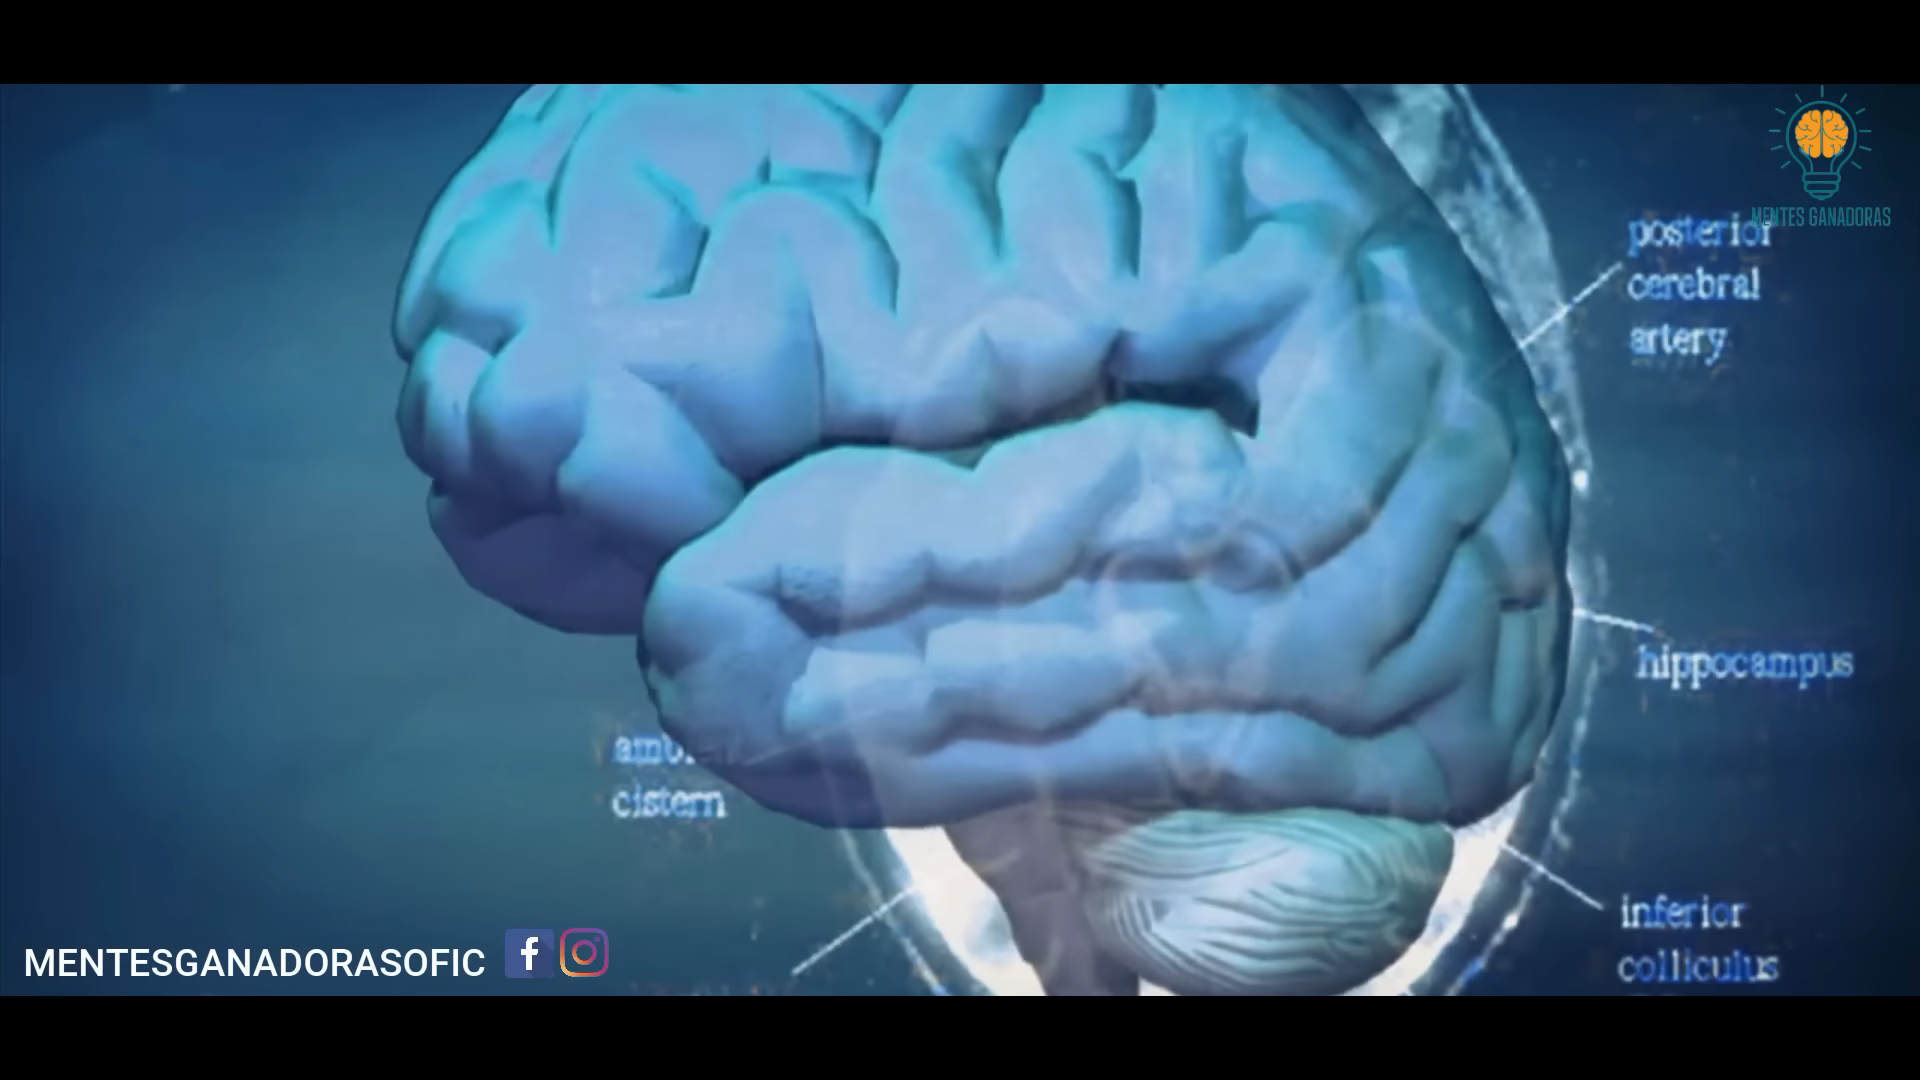 MENTES GANADORAS
posterior
cerebral
artery
hippocampus
cistern
inferior
colliculus
MENTESGANADORASOFIC